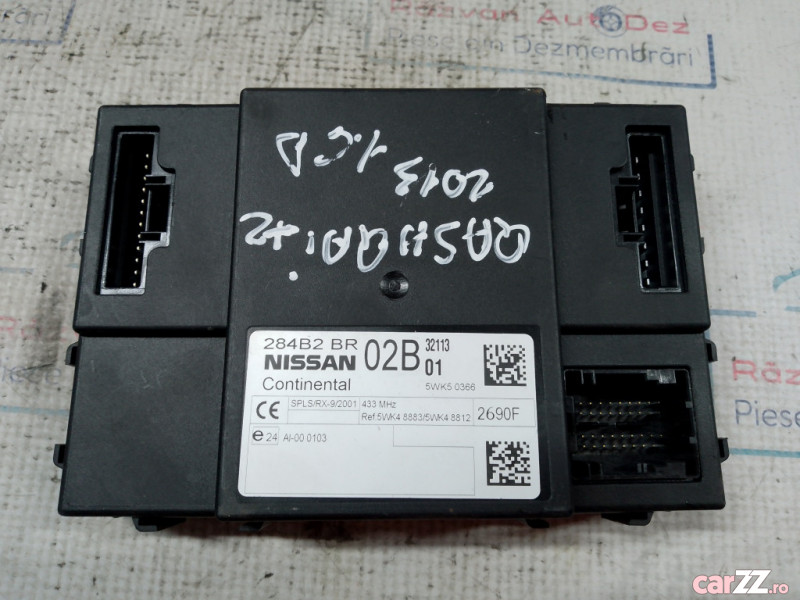 Răzvan AutoDez
Piese din Dezmembrări
QASHQAI +2
2013
1.5D
284B2 BR
NISSAN 02B 32113
01
Continental 5WK5 0366
CE SPLS/RX-9/2001 433 MHz
Ref.5WK4 8883/5WK4 8812 2690F
e 24 AI-00 0103
Răz
Piese
carZZ.ro